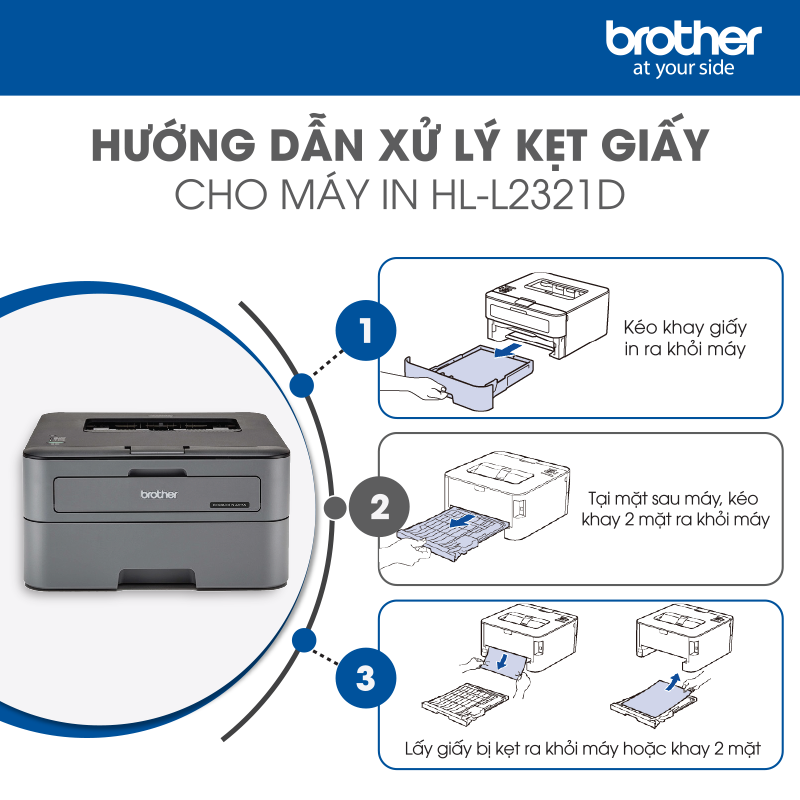 brother
at your side
HƯỚNG DẪN XỬ LÝ KẸT GIẤY
CHO MÁY IN HL-L2321D
1
Kéo khay giấy
in ra khỏi máy
brother
2
Tại mặt sau máy, kéo
khay 2 mặt ra khỏi máy
3
Lấy giấy bị kẹt ra khỏi máy hoặc khay 2 mặt